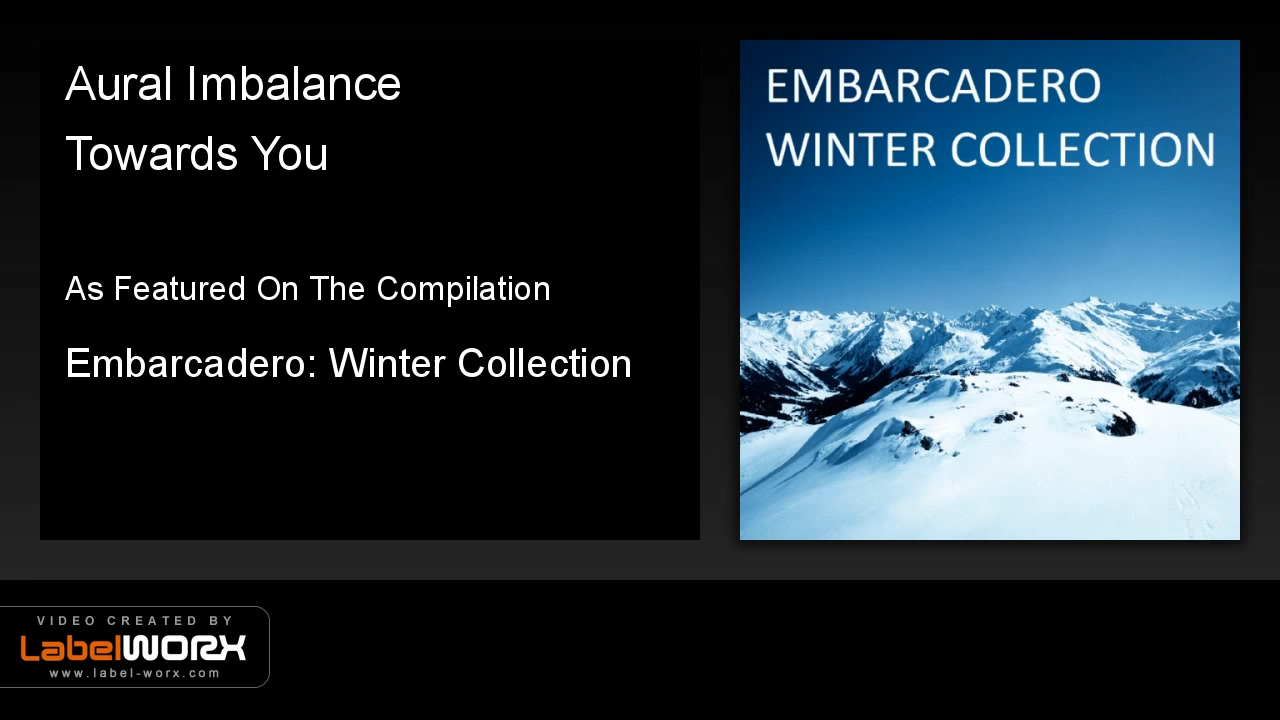 Aural Imbalance
Towards You
As Featured On The Compilation
Embarcadero: Winter Collection
EMBARCADERO
WINTER COLLECTION
VIDEO CREATED BY
LabelWORX
www.label-worx.com